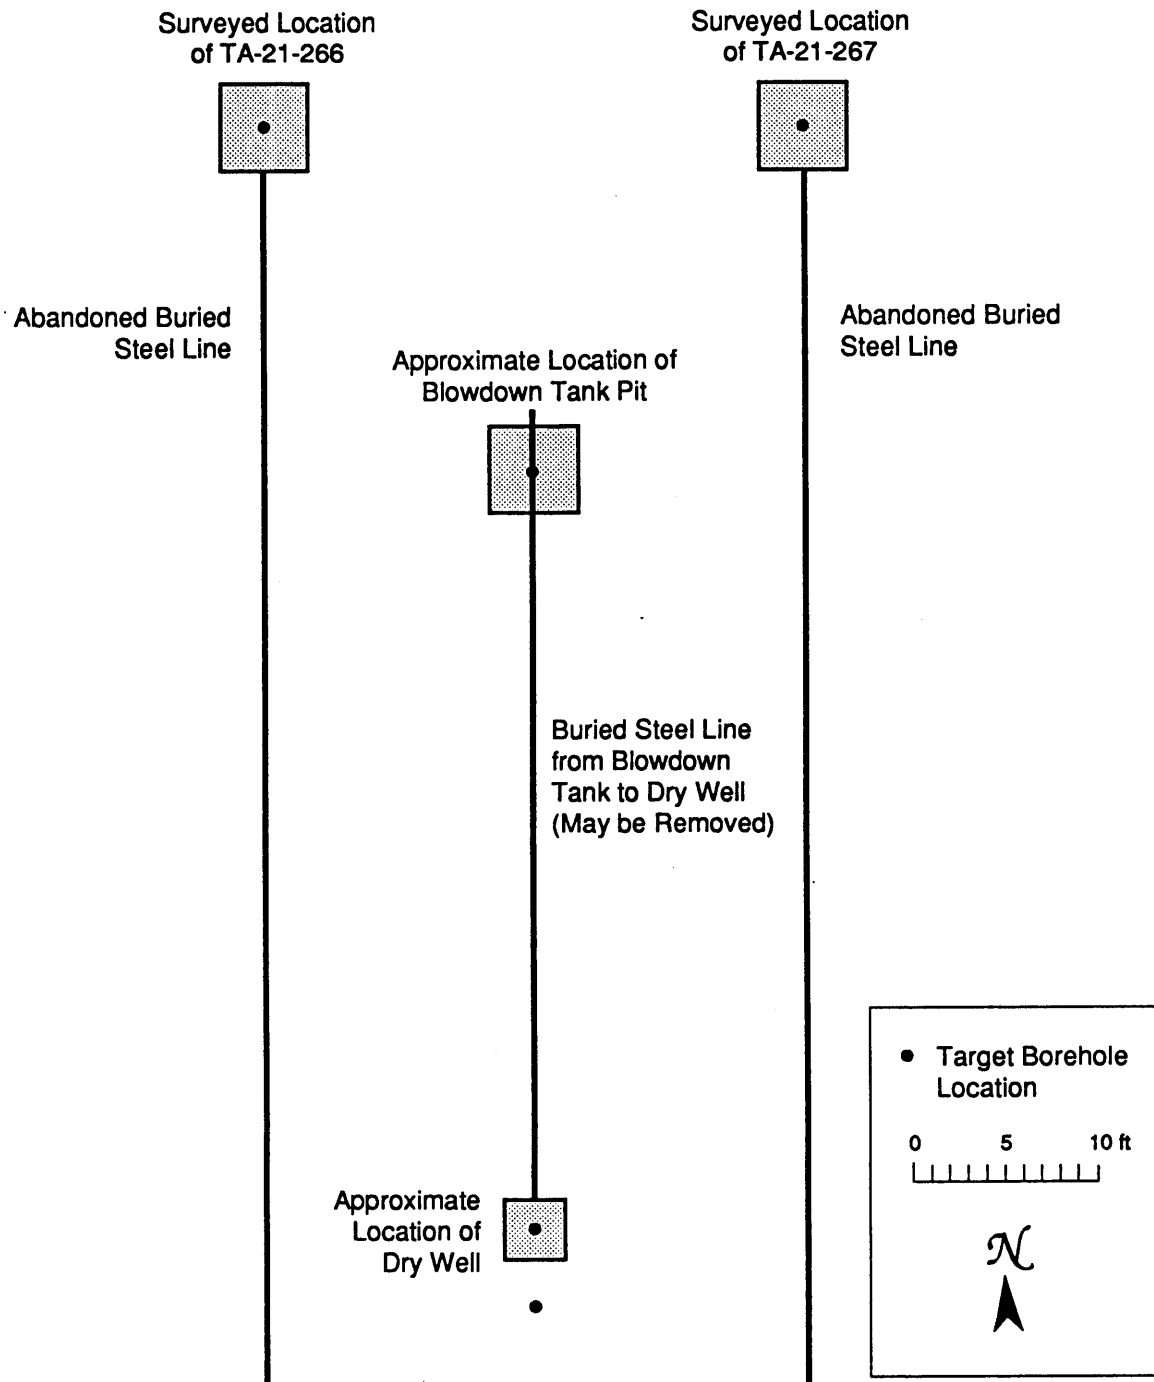 Surveyed Location
of TA-21-266
Surveyed Location
of TA-21-267
Abandoned Buried
Steel Line
Abandoned Buried
Steel Line
Approximate Location of
Blowdown Tank Pit
Buried Steel Line
from Blowdown
Tank to Dry Well
(May be Removed)
Approximate
Location of
Dry Well
Target Borehole
Location
0 5 10 ft
N